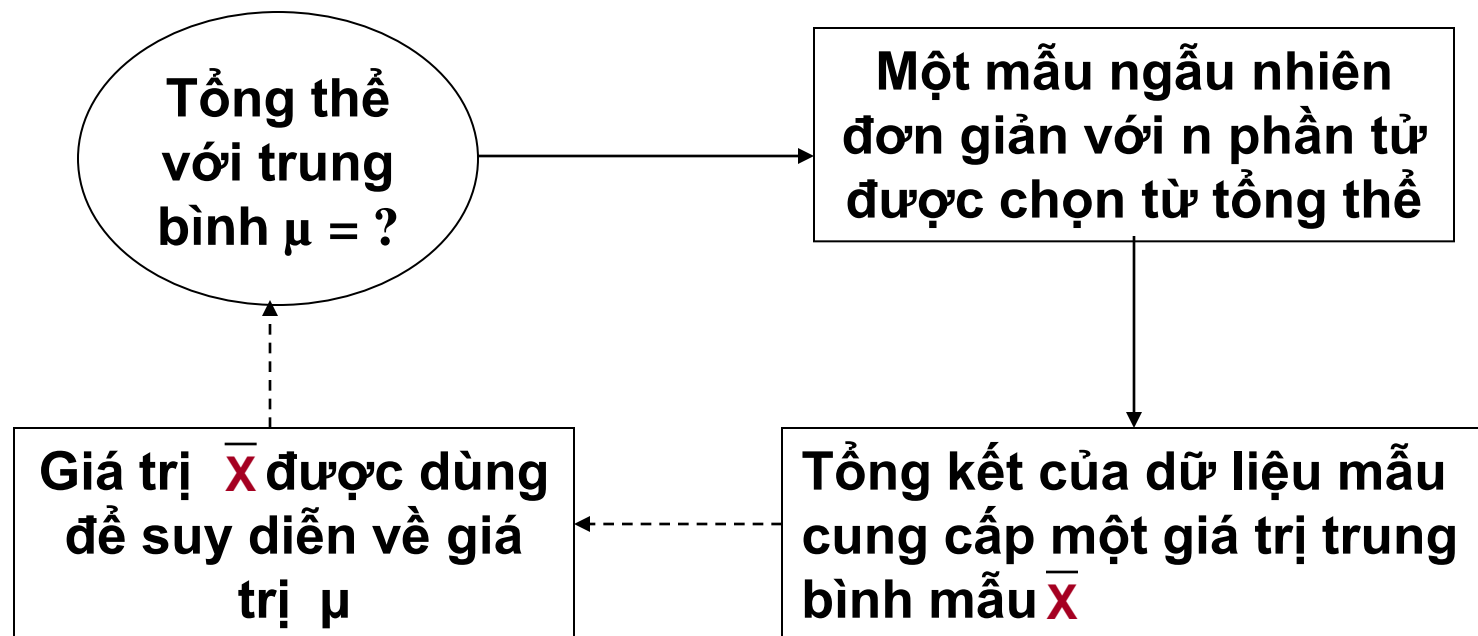 Tổng thể
với trung
bình μ = ?
Một mẫu ngẫu nhiên
đơn giản với n phần tử
được chọn từ tổng thể
Tổng kết của dữ liệu mẫu
cung cấp một giá trị trung
bình mẫu x̅
Giá trị x̅ được dùng
để suy diễn về giá
trị μ